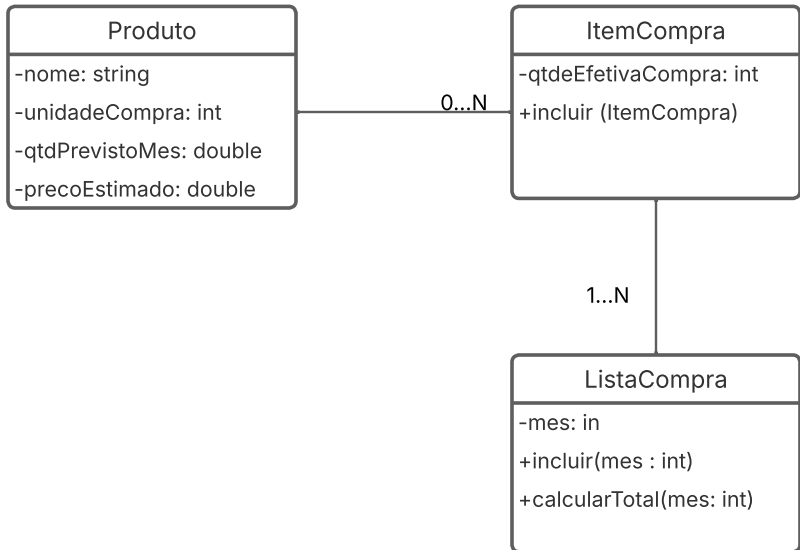 Produto
-nome: string
-unidadeCompra: int
-qtdPrevistoMes: double
-precoEstimado: double
0...N
ItemCompra
-qtdeEfetivaCompra: int
+incluir (ItemCompra)
1...N
ListaCompra
-mes: in
+incluir(mes : int)
+calcularTotal(mes: int)